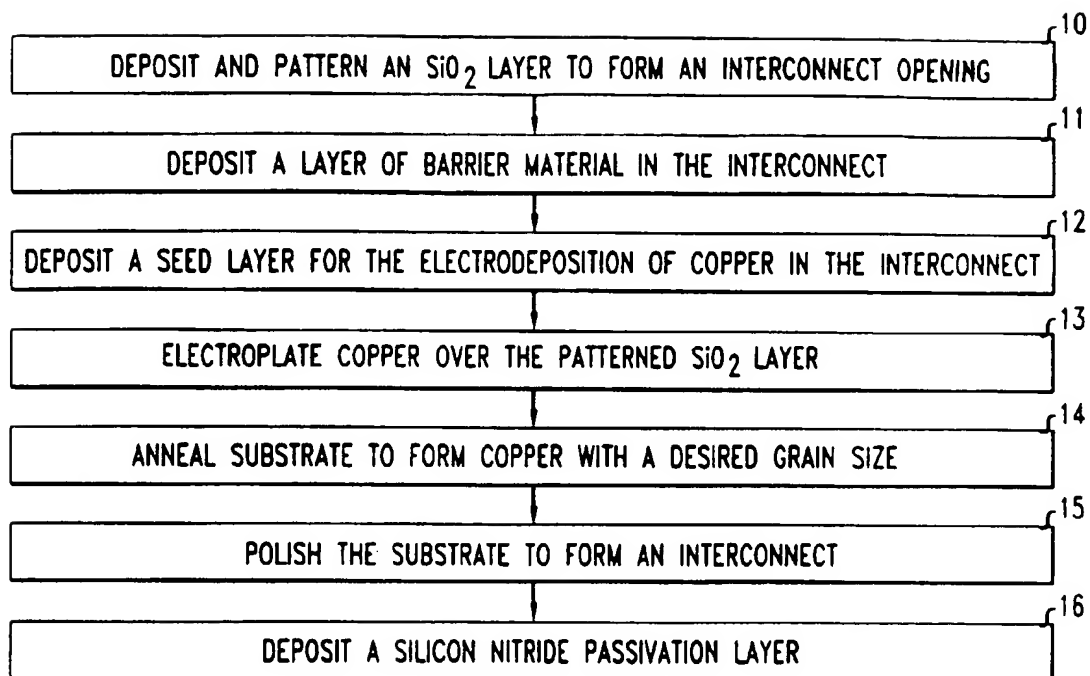 10
DEPOSIT AND PATTERN AN SiO2 LAYER TO FORM AN INTERCONNECT OPENING
11
DEPOSIT A LAYER OF BARRIER MATERIAL IN THE INTERCONNECT
12
DEPOSIT A SEED LAYER FOR THE ELECTRODEPOSITION OF COPPER IN THE INTERCONNECT
13
ELECTROPLATE COPPER OVER THE PATTERNED SiO2 LAYER
14
ANNEAL SUBSTRATE TO FORM COPPER WITH A DESIRED GRAIN SIZE
15
POLISH THE SUBSTRATE TO FORM AN INTERCONNECT
16
DEPOSIT A SILICON NITRIDE PASSIVATION LAYER